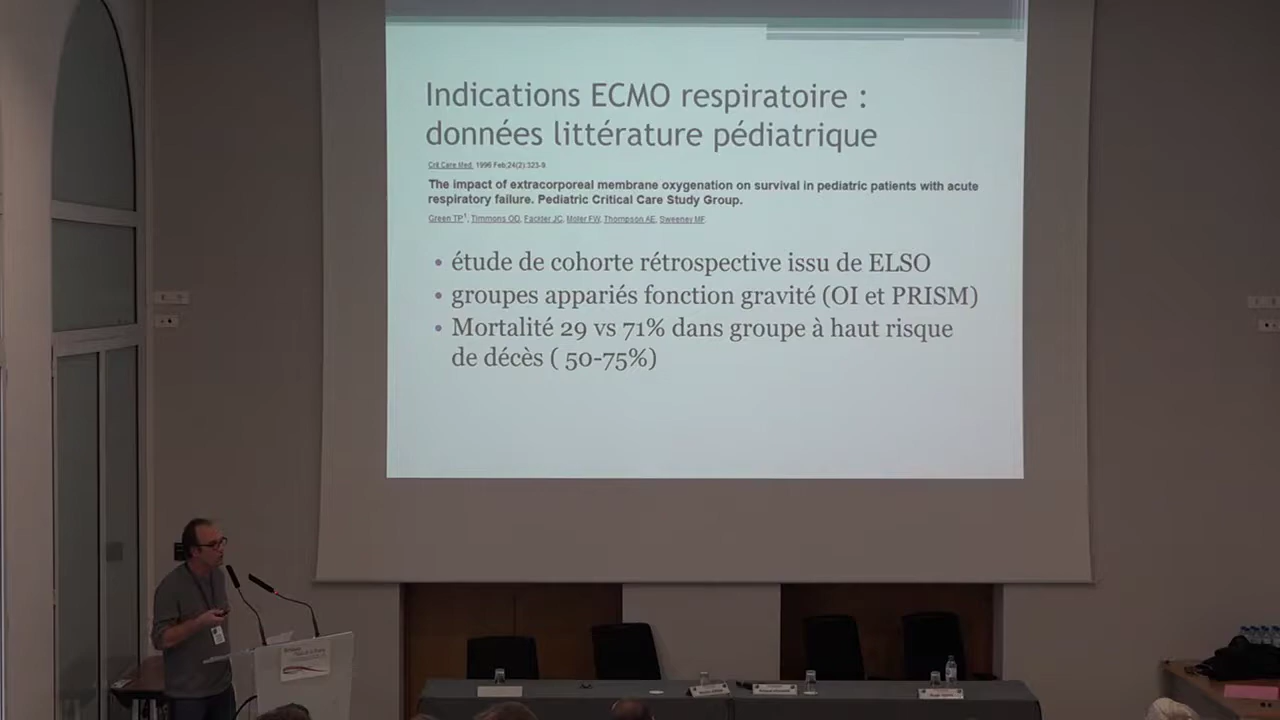 Indications ECMO respiratoire :
données littérature pédiatrique
Crit Care Med. 1996 Feb;24(2):323-9.
The impact of extracorporeal membrane oxygenation on survival in pediatric patients with acute
respiratory failure. Pediatric Critical Care Study Group.
Green TP1, Timmons OD, Fackler JC, Moler FW, Thompson AE, Sweeney MF.
• étude de cohorte rétrospective issu de ELSO
• groupes appariés fonction gravité (OI et PRISM)
• Mortalité 29 vs 71% dans groupe à haut risque
de décès ( 50-75%)